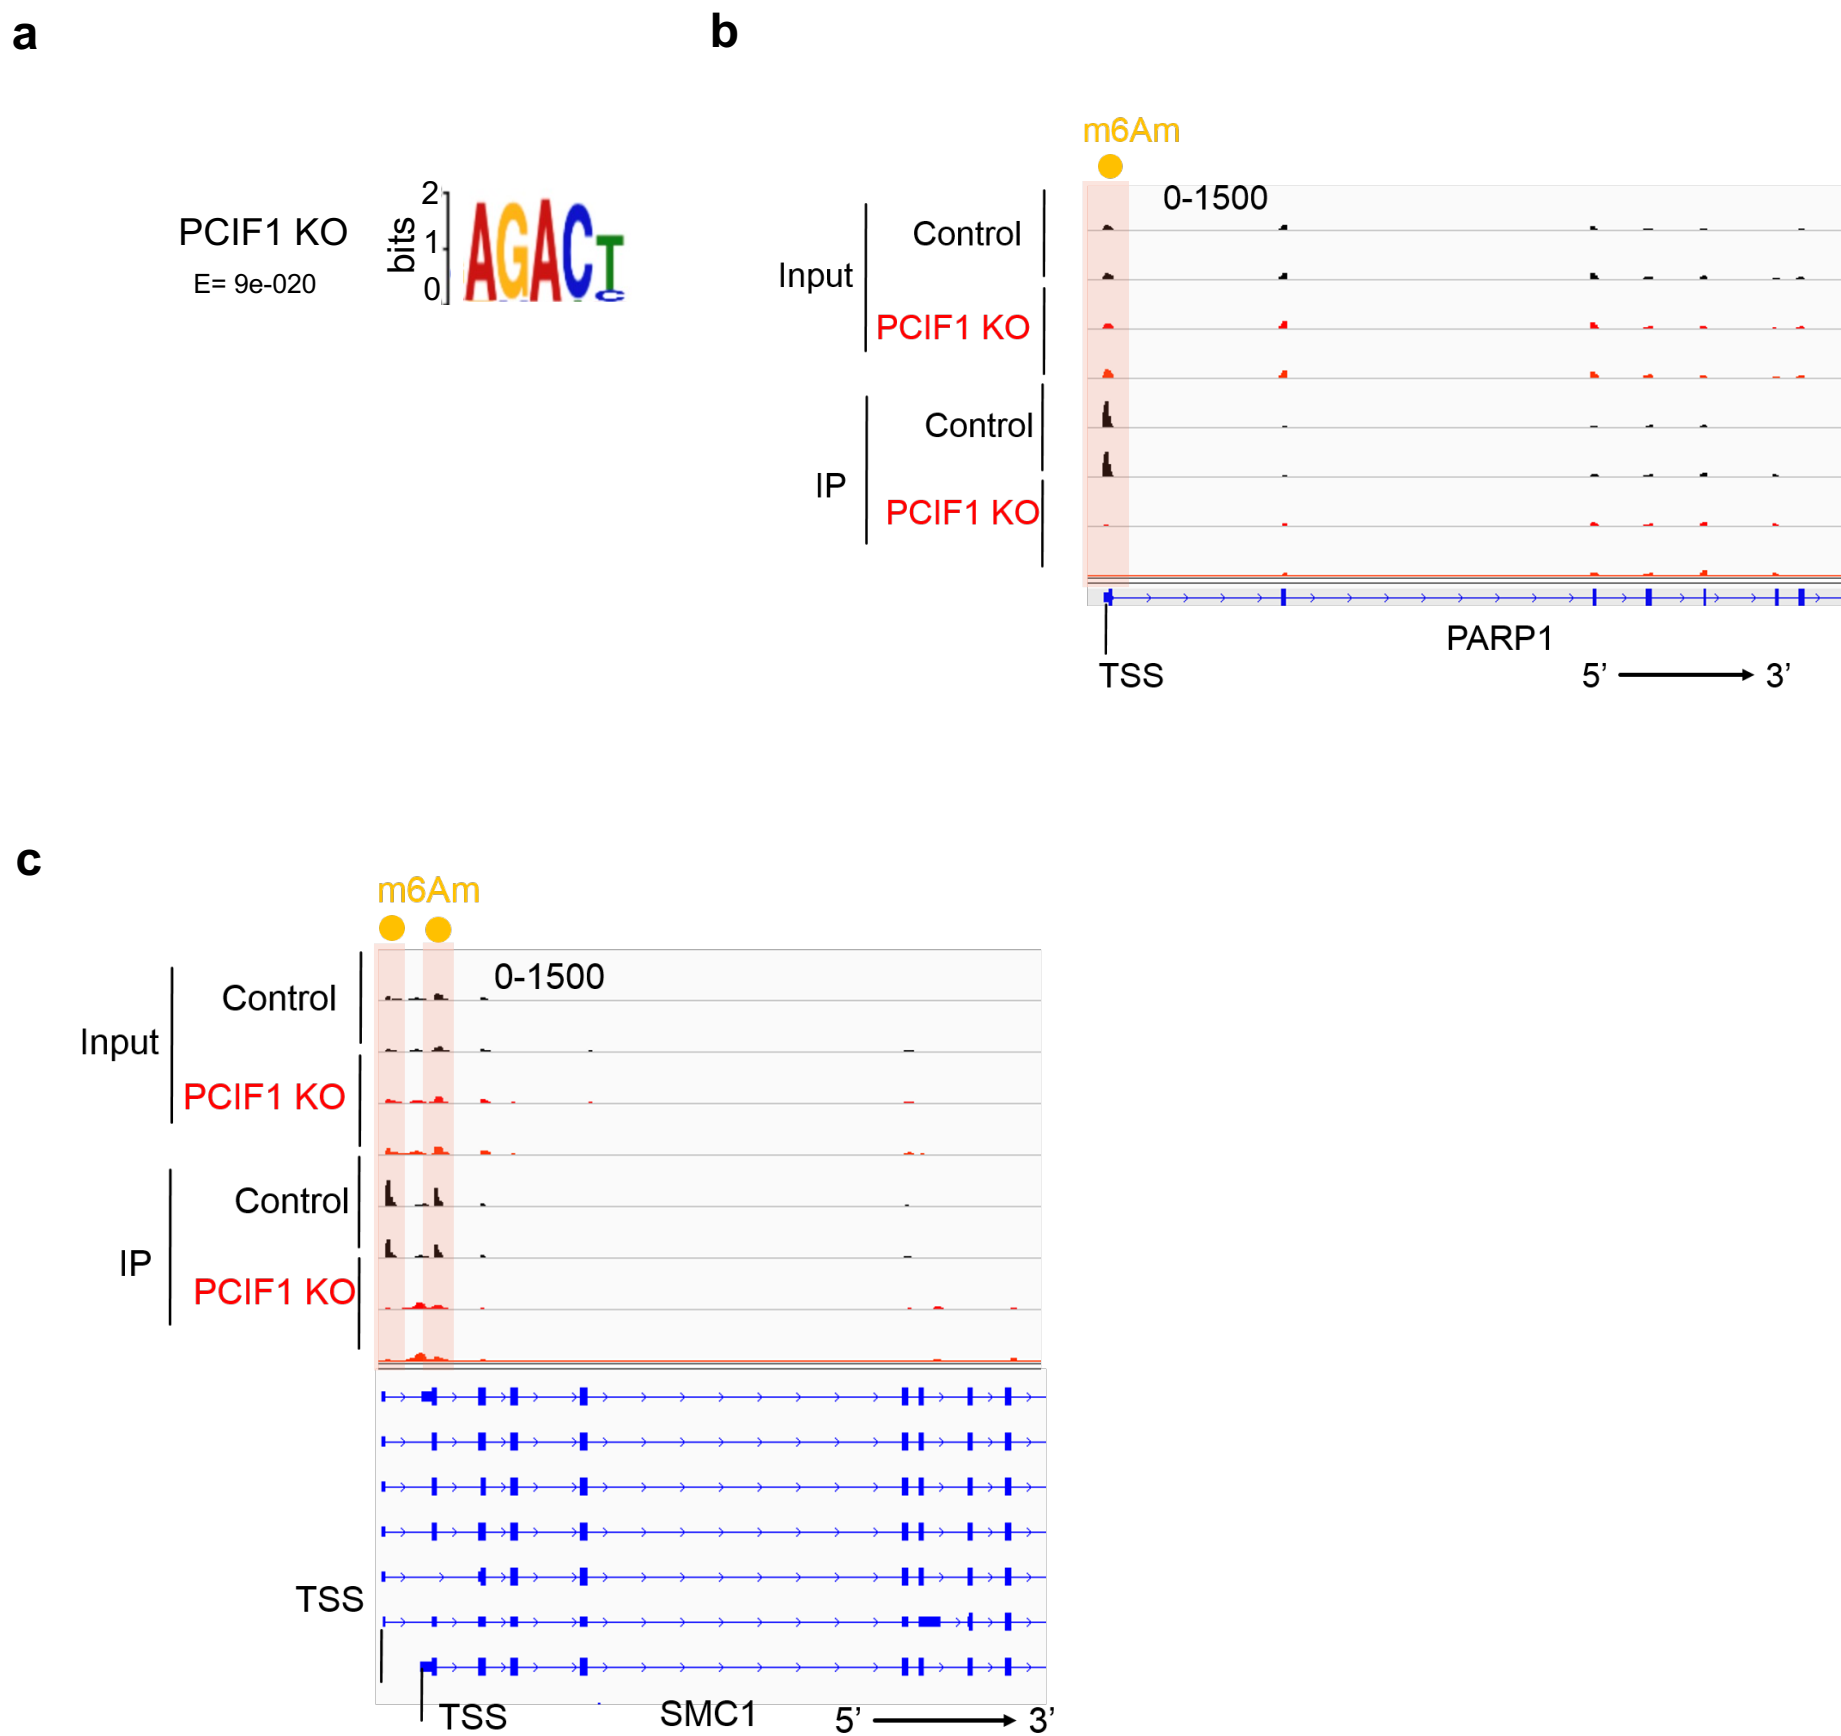 a
PCIF1 KO
E= 9e-020
bits
2
1
0
AGACT
C
b
m6Am
0-1500
Input
Control
PCIF1 KO
IP
Control
PCIF1 KO
PARP1
TSS
5’ 3’
c
m6Am
0-1500
Input
Control
PCIF1 KO
IP
Control
PCIF1 KO
TSS
TSS
SMC1
5’ 3’